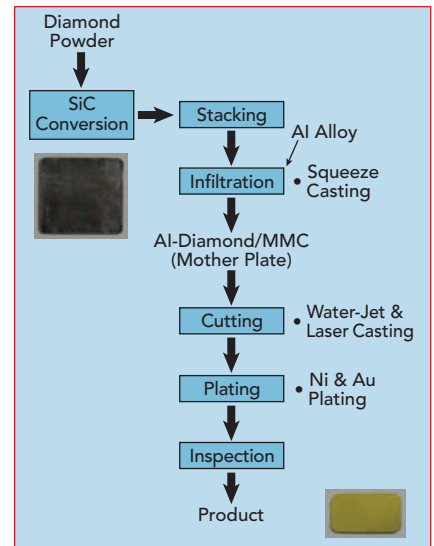 Diamond
Powder
SiC
Conversion
Stacking
Al Alloy
Infiltration
• Squeeze
Casting
Al-Diamond/MMC
(Mother Plate)
Cutting
• Water-Jet &
Laser Casting
Plating
• Ni & Au
Plating
Inspection
Product